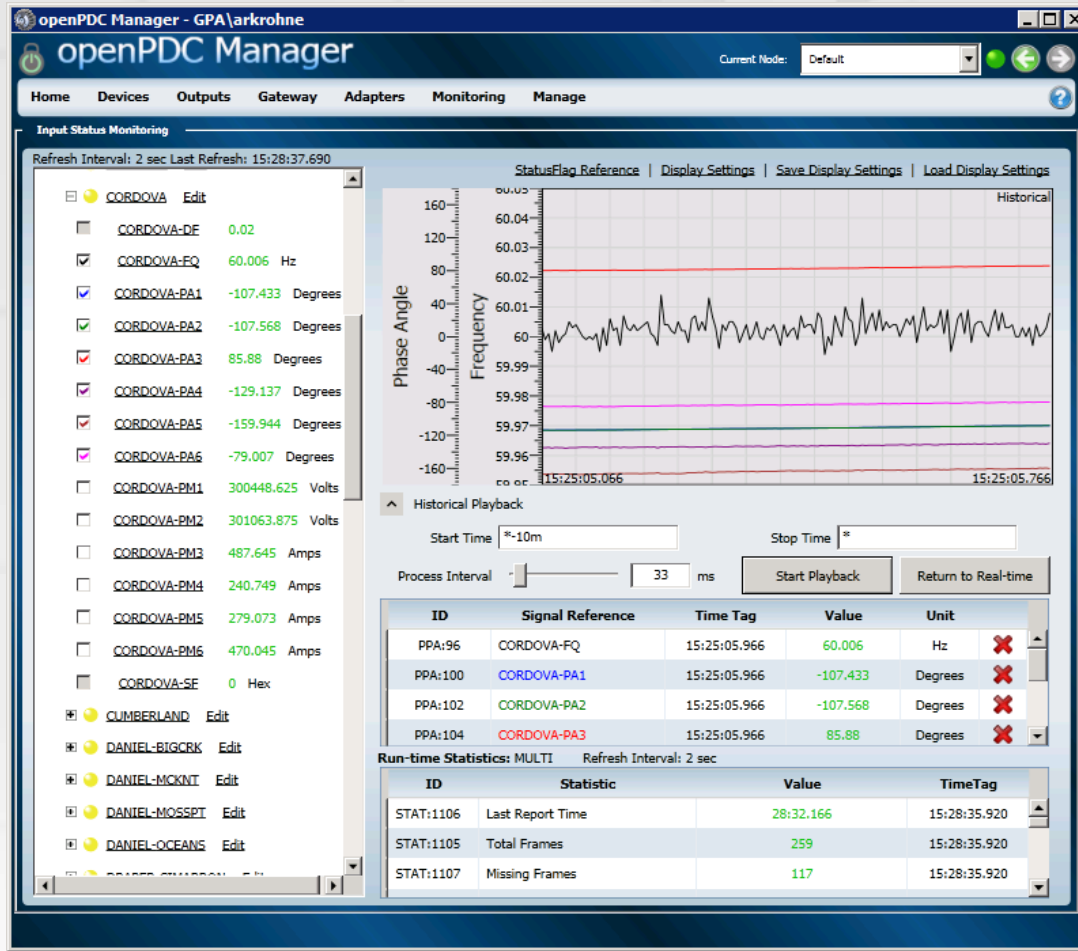 openPDC Manager - GPA\arkrohne
openPDC Manager
Current Node: Default
Home Devices Outputs Gateway Adapters Monitoring Manage
Input Status Monitoring
Refresh Interval: 2 sec Last Refresh: 15:28:37.690
CORDOVA Edit
CORDOVA-DF 0.02
CORDOVA-FQ 60.006 Hz
CORDOVA-PA1 -107.433 Degrees
CORDOVA-PA2 -107.568 Degrees
CORDOVA-PA3 85.88 Degrees
CORDOVA-PA4 -129.137 Degrees
CORDOVA-PA5 -159.944 Degrees
CORDOVA-PA6 -79.007 Degrees
CORDOVA-PM1 300448.625 Volts
CORDOVA-PM2 301063.875 Volts
CORDOVA-PM3 487.645 Amps
CORDOVA-PM4 240.749 Amps
CORDOVA-PM5 279.073 Amps
CORDOVA-PM6 470.045 Amps
CORDOVA-SF 0 Hex
CUMBERLAND Edit
DANIEL-BIGCRK Edit
DANIEL-MCKNT Edit
DANIEL-MOSSPT Edit
DANIEL-OCEANS Edit
StatusFlag Reference | Display Settings | Save Display Settings | Load Display Settings
Historical
Phase Angle
160
120
80
40
0
-40
-80
-120
-160
Frequency
60.05
60.04
60.03
60.02
60.01
60
59.99
59.98
59.97
59.96
59.95
15:25:05.066 15:25:05.766
Historical Playback
Start Time *-10m Stop Time *
Process Interval 33 ms Start Playback Return to Real-time
ID Signal Reference Time Tag Value Unit
PPA:96 CORDOVA-FQ 15:25:05.966 60.006 Hz
PPA:100 CORDOVA-PA1 15:25:05.966 -107.433 Degrees
PPA:102 CORDOVA-PA2 15:25:05.966 -107.568 Degrees
PPA:104 CORDOVA-PA3 15:25:05.966 85.88 Degrees
Run-time Statistics: MULTI Refresh Interval: 2 sec
ID Statistic Value TimeTag
STAT:1106 Last Report Time 28:32.166 15:28:35.920
STAT:1105 Total Frames 259 15:28:35.920
STAT:1107 Missing Frames 117 15:28:35.920